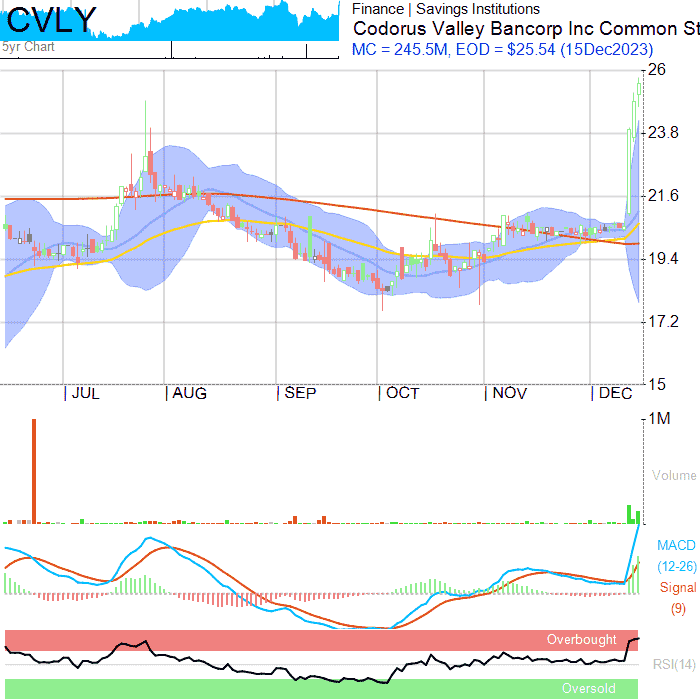 CVLY
5yr Chart
Finance | Savings Institutions
Codorus Valley Bancorp Inc Common St
MC = 245.5M, EOD = $25.54 (15Dec2023)
26
23.8
21.6
19.4
17.2
15
JUL AUG SEP OCT NOV DEC
1M
Volume
MACD
(12-26)
Signal
(9)
Overbought
RSI(14)
Oversold